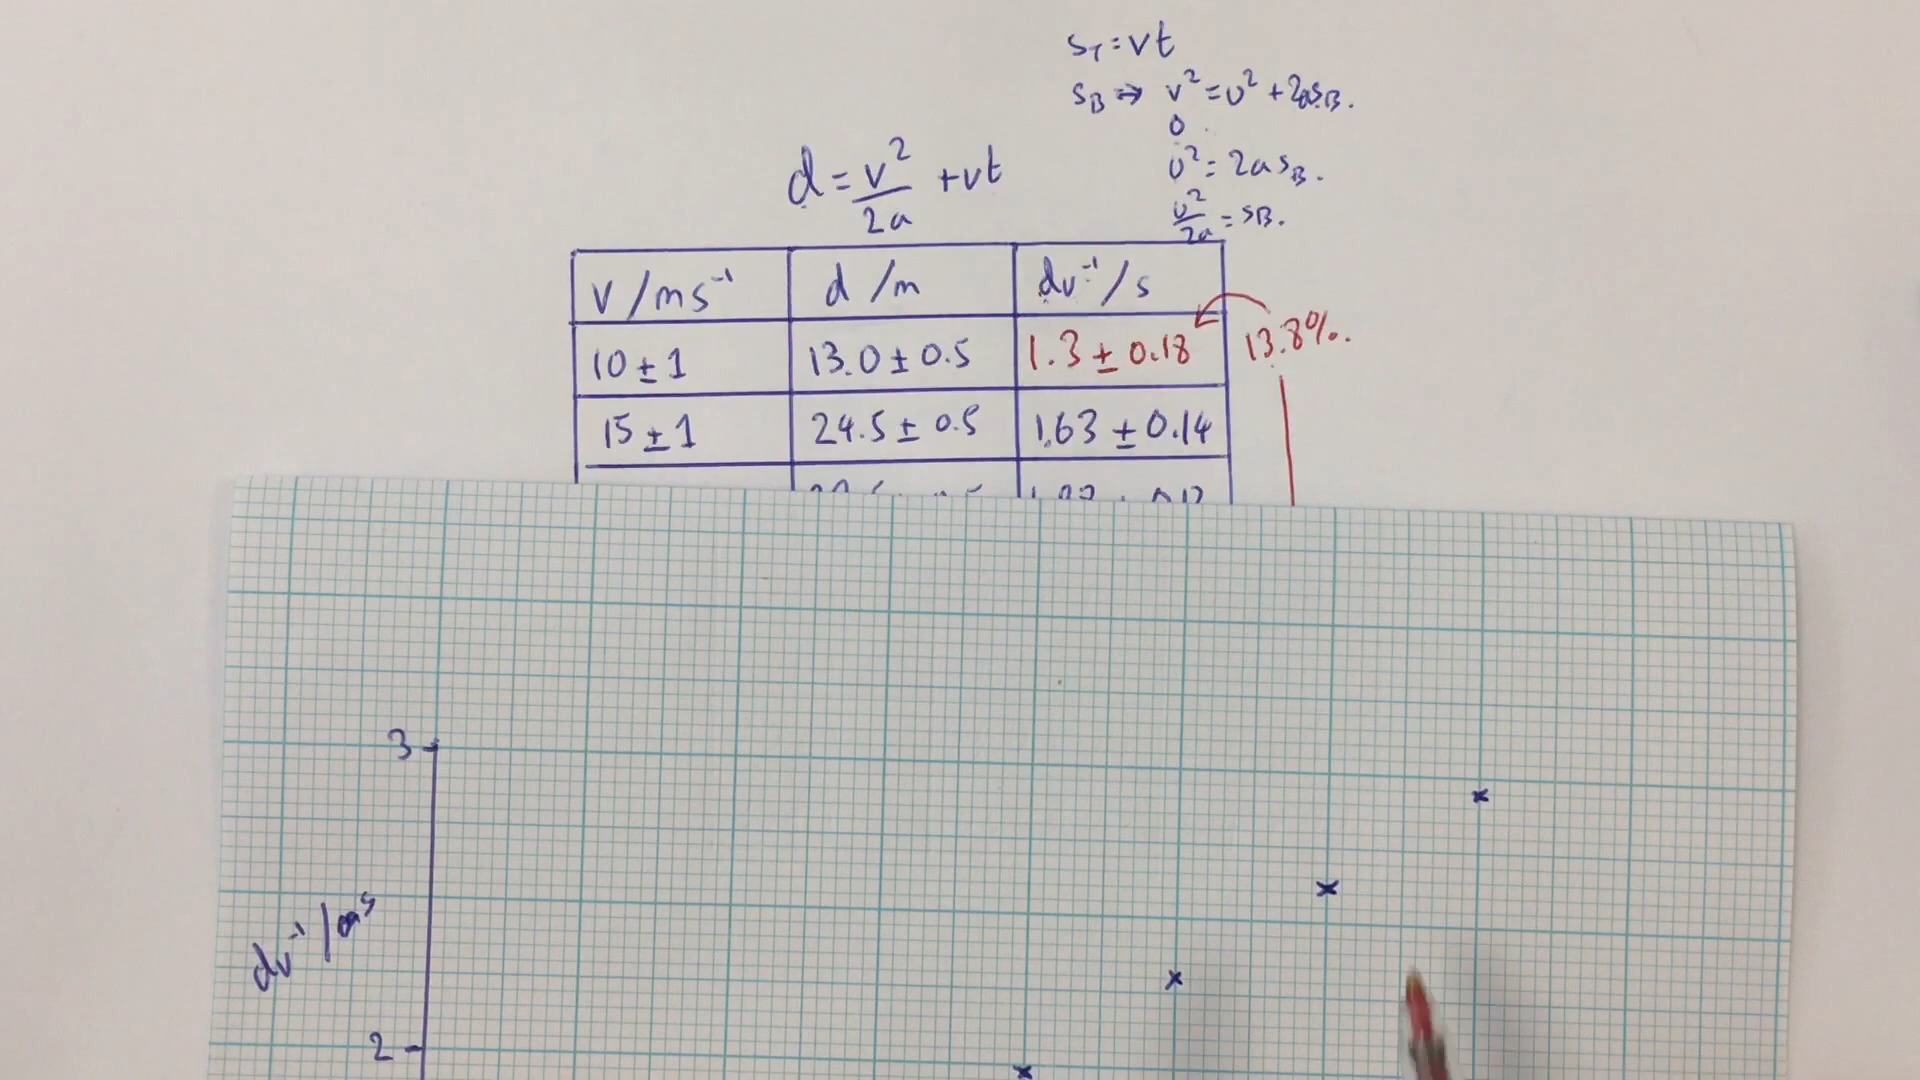 s_T = vt
s_B ⇒ v² = u² + 2as_B.
0
u² = 2as_B.
u²/2a = s_B.
d = v²/2a + vt
v /ms⁻¹ d /m dv⁻¹ /s
10 ± 1 13.0 ± 0.5 1.3 ± 0.18 13.8%.
15 ± 1 24.5 ± 0.5 1.63 ± 0.14
3
dv⁻¹ / s
2